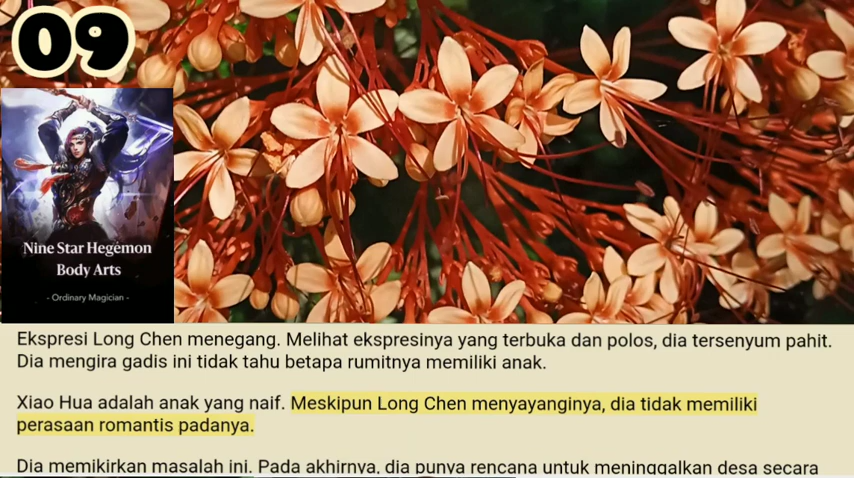 09
Nine Star Hegemon
Body Arts
- Ordinary Magician -
Ekspresi Long Chen menegang. Melihat ekspresinya yang terbuka dan polos, dia tersenyum pahit.
Dia mengira gadis ini tidak tahu betapa rumitnya memiliki anak.
Xiao Hua adalah anak yang naif. Meskipun Long Chen menyayanginya, dia tidak memiliki
perasaan romantis padanya.
Dia memikirkan masalah ini. Pada akhirnya, dia punya rencana untuk meninggalkan desa secara